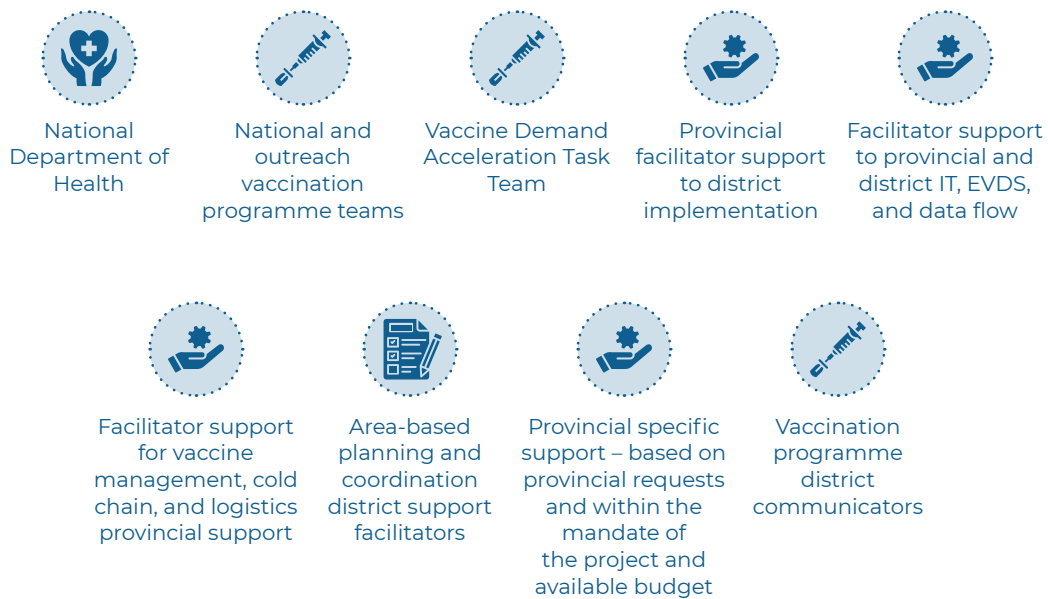 National
Department of
Health
National and
outreach
vaccination
programme teams
Vaccine Demand
Acceleration Task
Team
Provincial
facilitator support
to district
implementation
Facilitator support
to provincial and
district IT, EVDS,
and data flow
Facilitator support
for vaccine
management, cold
chain, and logistics
provincial support
Area-based
planning and
coordination
district support
facilitators
Provincial specific
support – based on
provincial requests
and within the
mandate of
the project and
available budget
Vaccination
programme
district
communicators